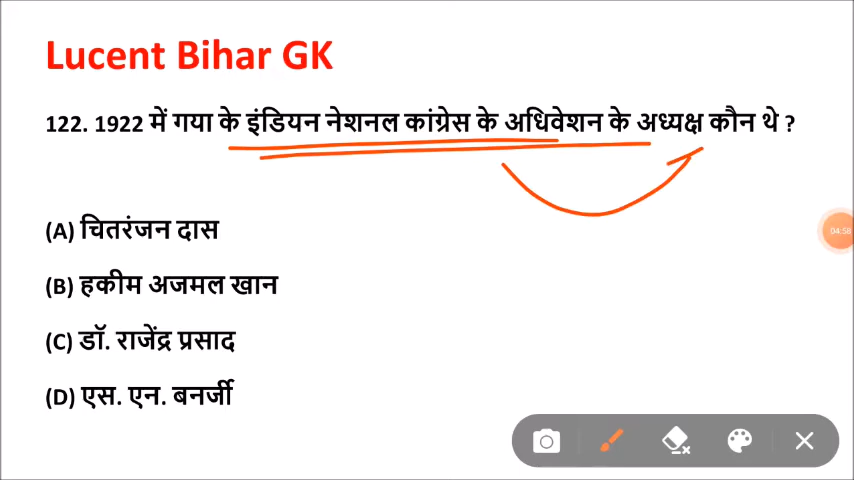 Lucent Bihar GK
122. 1922 में गया के इंडियन नेशनल कांग्रेस के अधिवेशन के अध्यक्ष कौन थे ?
(A) चितरंजन दास
04:58
(B) हकीम अजमल खान
(C) डॉ. राजेंद्र प्रसाद
(D) एस. एन. बनर्जी